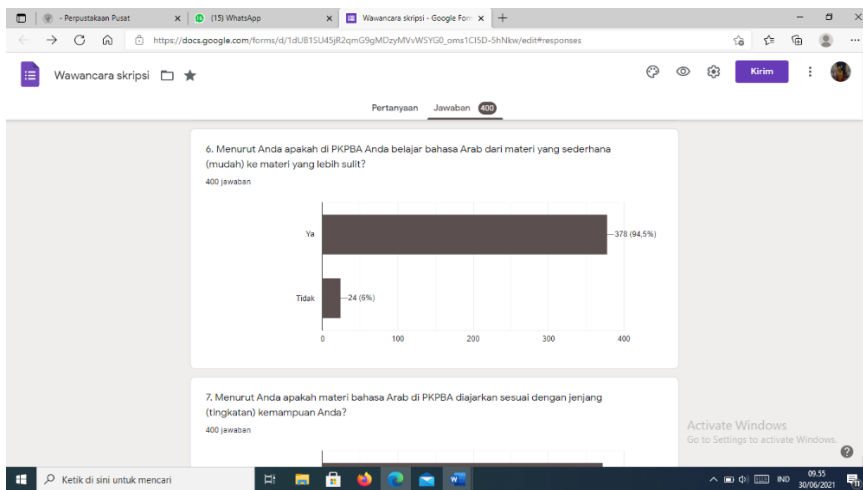 - Perpustakaan Pusat
(15) WhatsApp
Wawancara skripsi - Google Form
https://docs.google.com/forms/d/1dU81SU45jR2qmG9gMDzyMVvWSYG0_oms1CI5D-5hNkw/edit#responses
Wawancara skripsi
Kirim
Pertanyaan Jawaban 400
6. Menurut Anda apakah di PKPBA Anda belajar bahasa Arab dari materi yang sederhana
(mudah) ke materi yang lebih sulit?
400 jawaban
Ya
378 (94,5%)
Tidak
24 (6%)
0 100 200 300 400
7. Menurut Anda apakah materi bahasa Arab di PKPBA diajarkan sesuai dengan jenjang
(tingkatan) kemampuan Anda?
400 jawaban
Activate Windows
Go to Settings to activate Windows.
Ketik di sini untuk mencari
IND
09.55
30/06/2021